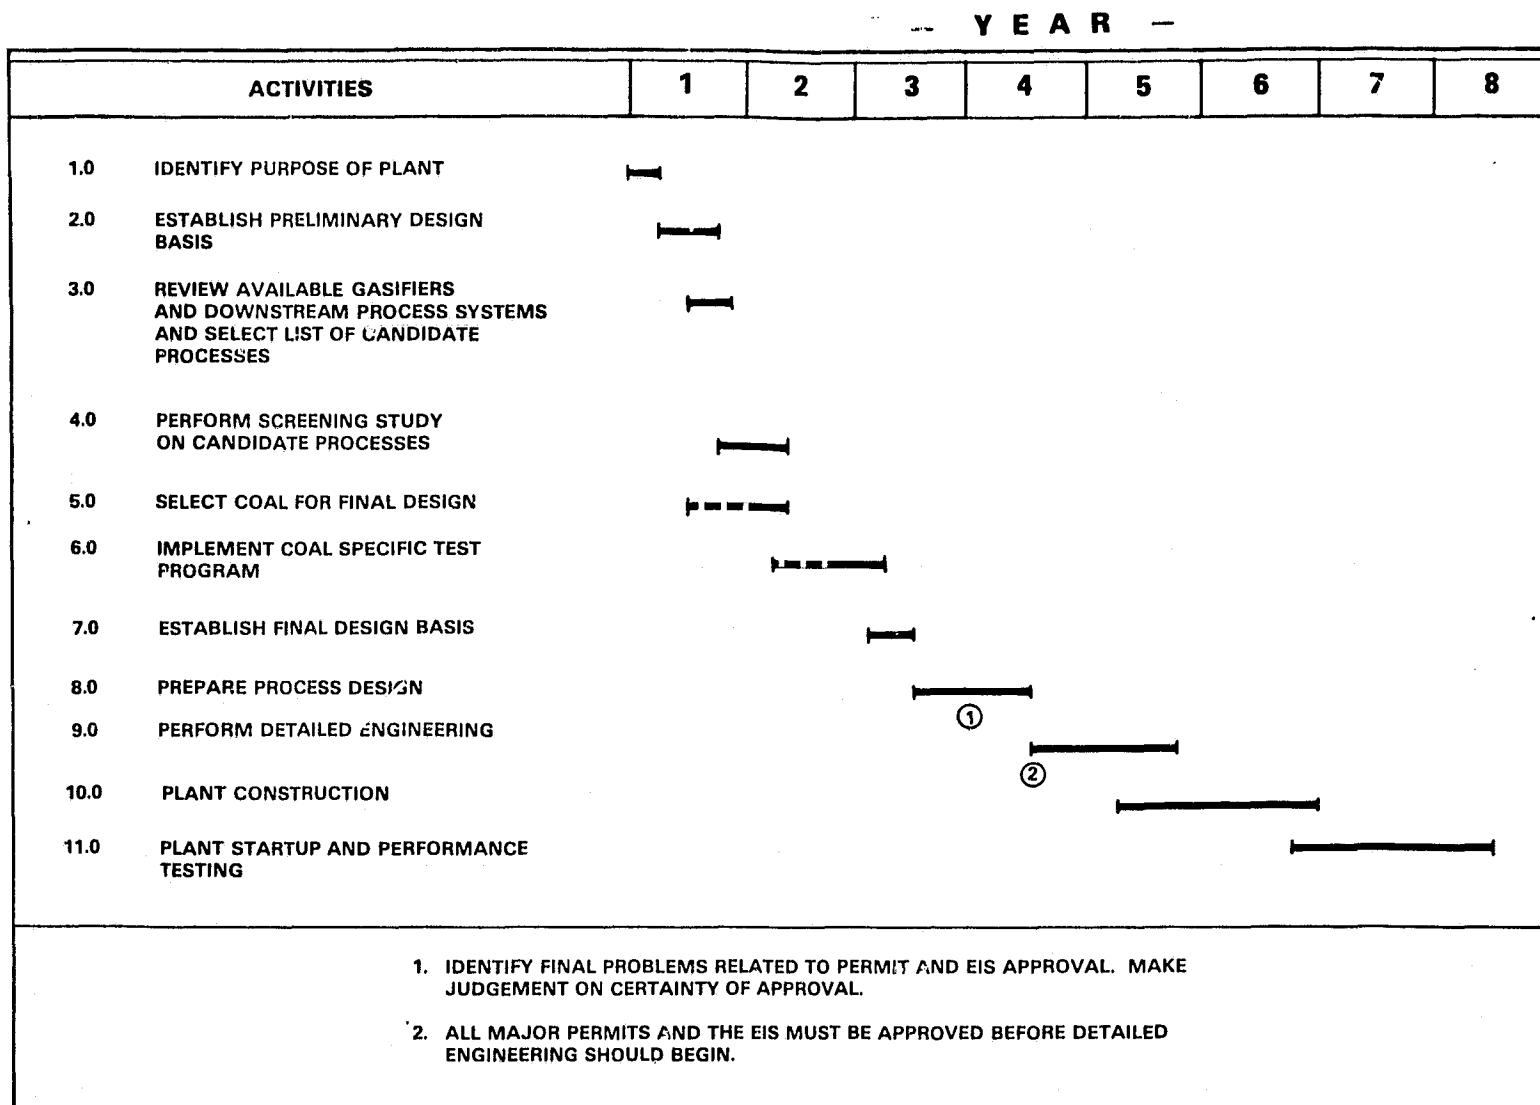 — YEAR —
ACTIVITIES 1 2 3 4 5 6 7 8
1.0 IDENTIFY PURPOSE OF PLANT
2.0 ESTABLISH PRELIMINARY DESIGN
BASIS
3.0 REVIEW AVAILABLE GASIFIERS
AND DOWNSTREAM PROCESS SYSTEMS
AND SELECT LIST OF CANDIDATE
PROCESSES
4.0 PERFORM SCREENING STUDY
ON CANDIDATE PROCESSES
5.0 SELECT COAL FOR FINAL DESIGN
6.0 IMPLEMENT COAL SPECIFIC TEST
PROGRAM
7.0 ESTABLISH FINAL DESIGN BASIS
8.0 PREPARE PROCESS DESIGN
1
9.0 PERFORM DETAILED ENGINEERING
2
10.0 PLANT CONSTRUCTION
11.0 PLANT STARTUP AND PERFORMANCE
TESTING
1. IDENTIFY FINAL PROBLEMS RELATED TO PERMIT AND EIS APPROVAL. MAKE
JUDGEMENT ON CERTAINTY OF APPROVAL.
2. ALL MAJOR PERMITS AND THE EIS MUST BE APPROVED BEFORE DETAILED
ENGINEERING SHOULD BEGIN.